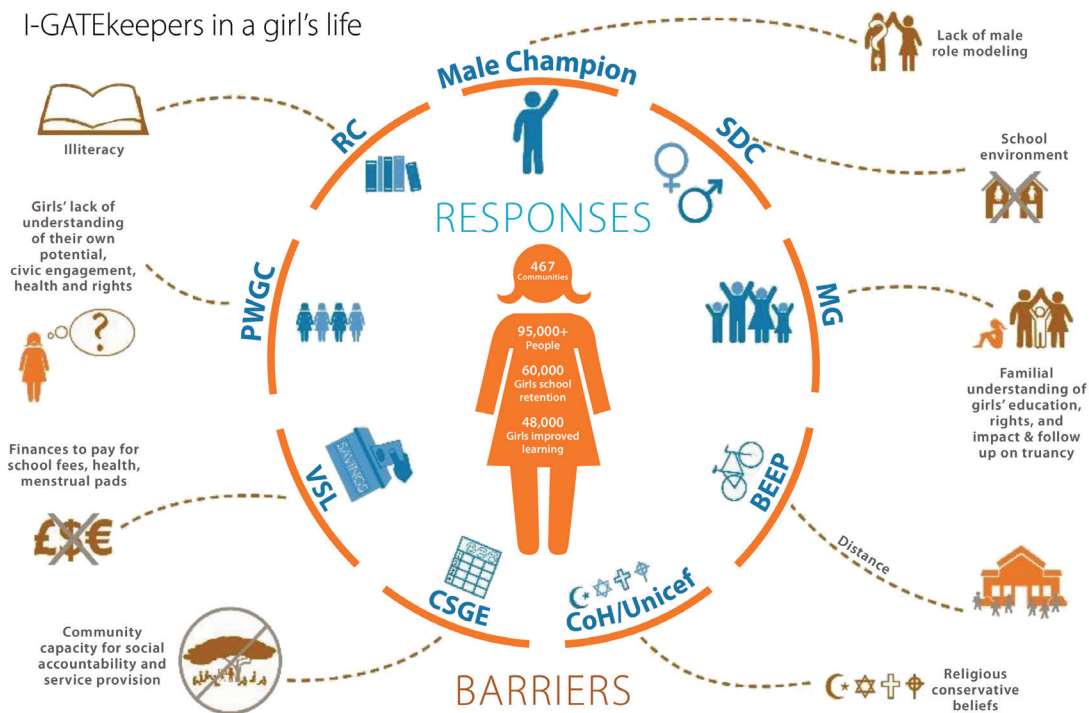 I-GATEkeepers in a girl's life
Male Champion
Lack of male
role modeling
RC
Illiteracy
SDC
School
environment
RESPONSES
Girls' lack of
understanding
of their own
potential,
civic engagement,
health and rights
?
PWGC
467
Communities
95,000+
People
60,000
Girls school
retention
48,000
Girls improved
learning
MG
Familial
understanding of
girls' education,
rights, and
impact & follow
up on truancy
Finances to pay for
school fees, health,
menstrual pads
£$€
VSL
SAVINGS
BEEP
Distance
CSGE
CoH/Unicef
Community
capacity for social
accountability and
service provision
BARRIERS
Religious
conservative
beliefs